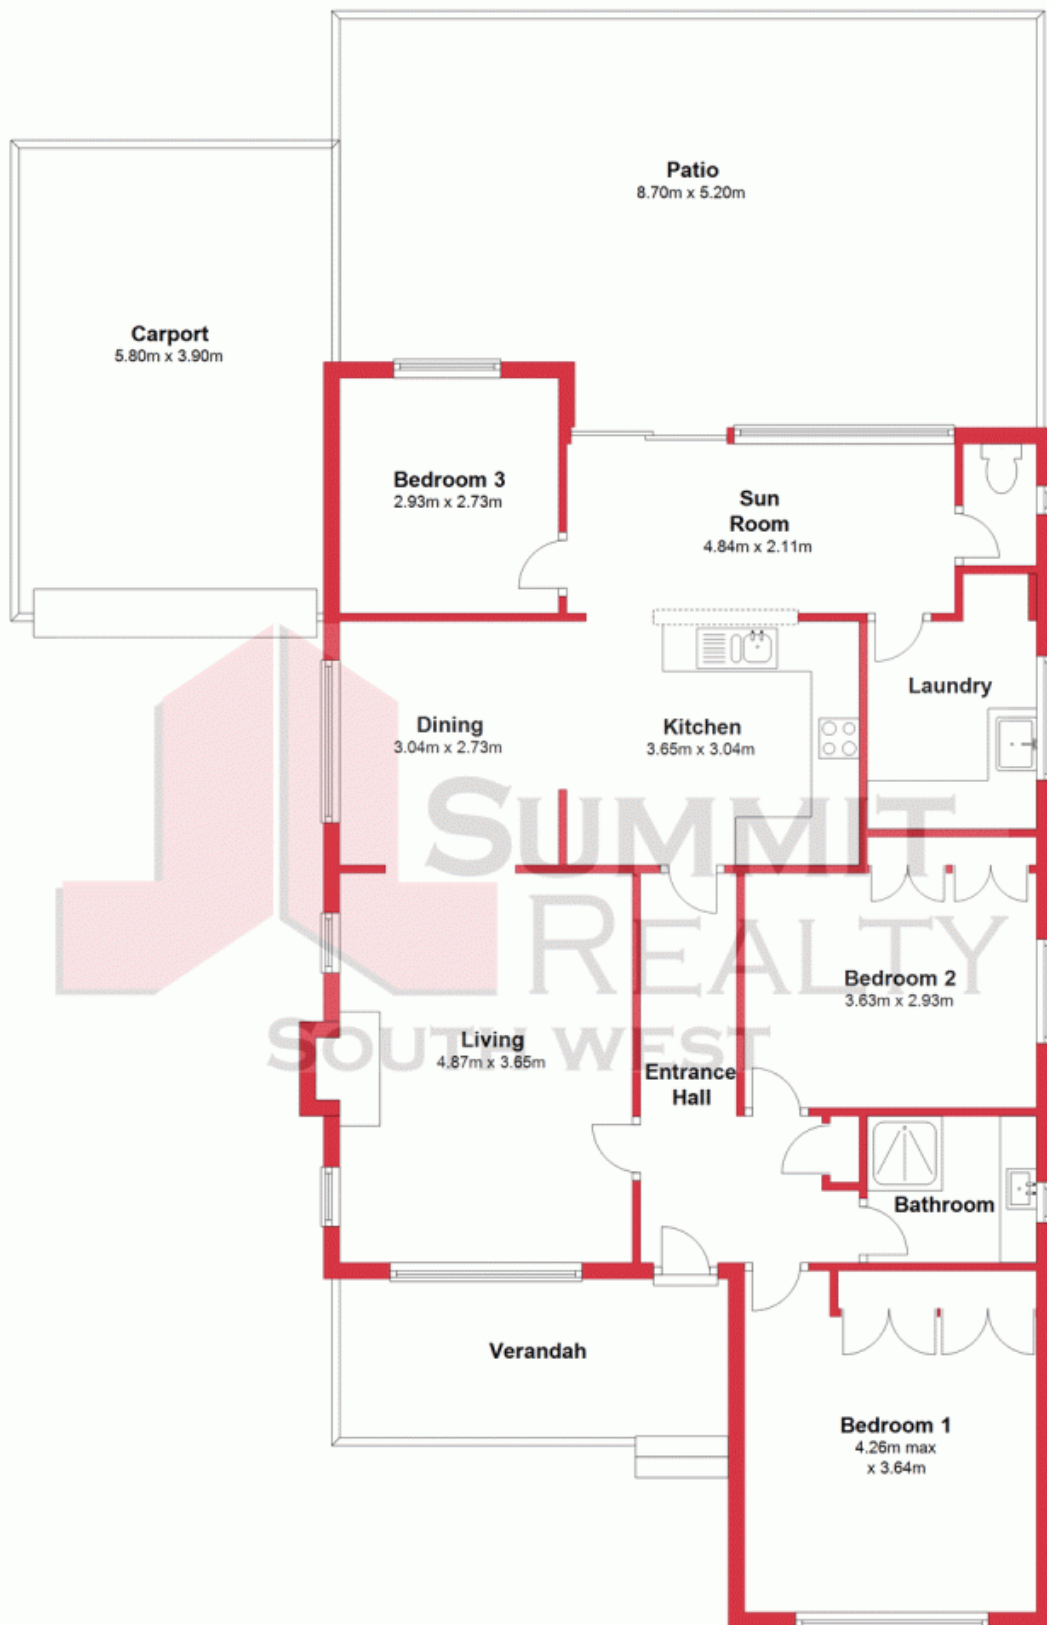 Patio
8.70m x 5.20m
Carport
5.80m x 3.90m
Bedroom 3
2.93m x 2.73m
Sun
Room
4.84m x 2.11m
Laundry
Dining
3.04m x 2.73m
Kitchen
3.65m x 3.04m
SUMMIT
REALTY
SOUTH WEST
Bedroom 2
3.63m x 2.93m
Living
4.87m x 3.65m
Entrance
Hall
Bathroom
Verandah
Bedroom 1
4.26m max
x 3.64m